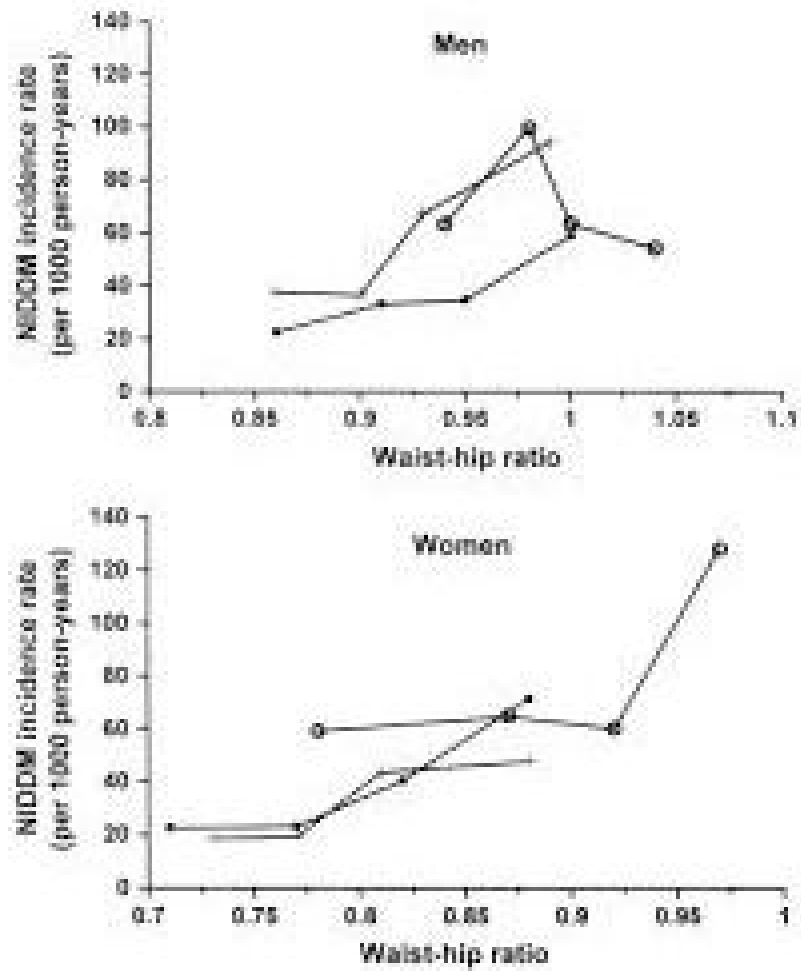 Men
NIDDM incidence rate
(per 1000 person-years)
140
120
100
80
60
40
20
0
0.8 0.85 0.9 0.95 1 1.05 1.1
Waist-hip ratio
Women
NIDDM incidence rate
(per 1000 person-years)
140
120
100
80
60
40
20
0
0.7 0.75 0.8 0.85 0.9 0.95 1
Waist-hip ratio